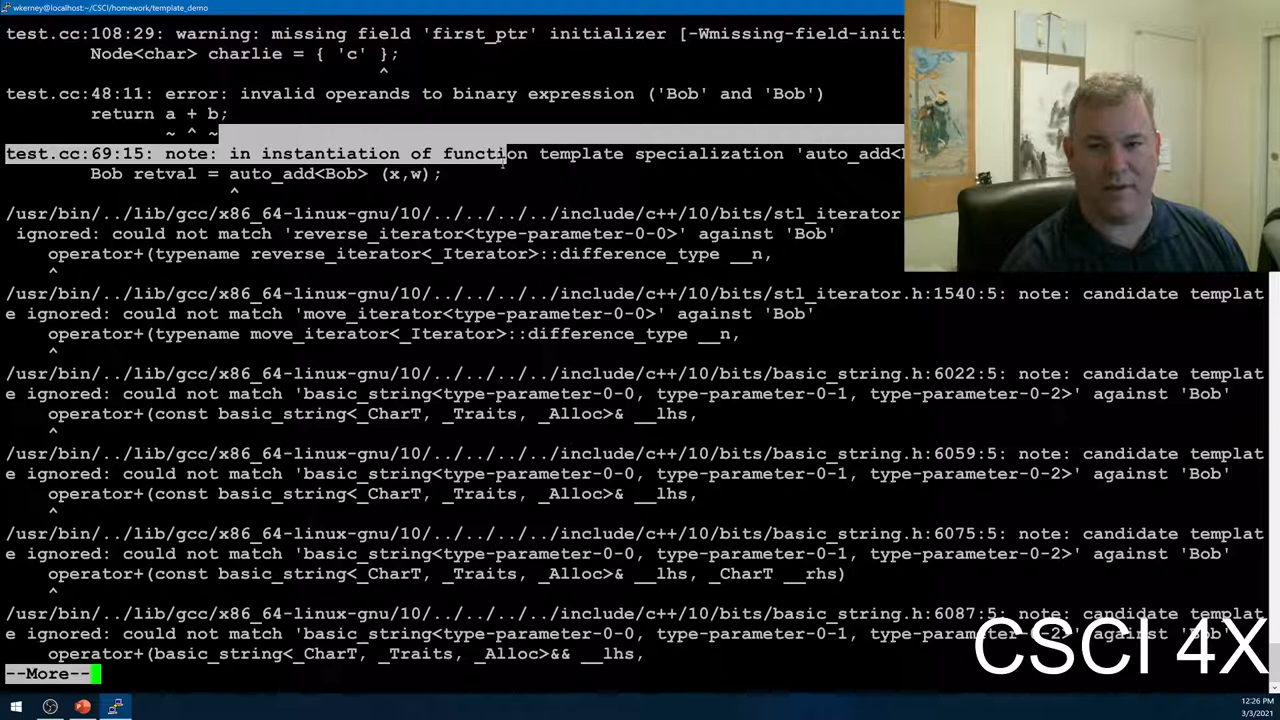 wkerney@youngstown:~/CSCI/homework/template_demo
test.cc:108:29: warning: missing field 'first_ptr' initializer [-Wmissing-field-init
Node<char> charlie = { 'c' };
^
test.cc:48:11: error: invalid operands to binary expression ('Bob' and 'Bob')
return a + b;
~ ^ ~
test.cc:69:15: note: in instantiation of function template specialization 'auto_add<
Bob retval = auto_add<Bob> (x,w);
^
/usr/bin/../lib/gcc/x86_64-linux-gnu/10/../../../../include/c++/10/bits/stl_iterator.
ignored: could not match 'reverse_iterator<type-parameter-0-0>' against 'Bob'
operator+(typename reverse_iterator<_Iterator>::difference_type __n,
^
/usr/bin/../lib/gcc/x86_64-linux-gnu/10/../../../../include/c++/10/bits/stl_iterator.h:1540:5: note: candidate templat
e ignored: could not match 'move_iterator<type-parameter-0-0>' against 'Bob'
operator+(typename move_iterator<_Iterator>::difference_type __n,
^
/usr/bin/../lib/gcc/x86_64-linux-gnu/10/../../../../include/c++/10/bits/basic_string.h:6022:5: note: candidate templat
e ignored: could not match 'basic_string<type-parameter-0-0, type-parameter-0-1, type-parameter-0-2>' against 'Bob'
operator+(const basic_string<_CharT, _Traits, _Alloc>& __lhs,
^
/usr/bin/../lib/gcc/x86_64-linux-gnu/10/../../../../include/c++/10/bits/basic_string.h:6059:5: note: candidate templat
e ignored: could not match 'basic_string<type-parameter-0-0, type-parameter-0-1, type-parameter-0-2>' against 'Bob'
operator+(const basic_string<_CharT, _Traits, _Alloc>& __lhs,
^
/usr/bin/../lib/gcc/x86_64-linux-gnu/10/../../../../include/c++/10/bits/basic_string.h:6075:5: note: candidate templat
e ignored: could not match 'basic_string<type-parameter-0-0, type-parameter-0-1, type-parameter-0-2>' against 'Bob'
operator+(const basic_string<_CharT, _Traits, _Alloc>& __lhs, _CharT __rhs)
^
/usr/bin/../lib/gcc/x86_64-linux-gnu/10/../../../../include/c++/10/bits/basic_string.h:6087:5: note: candidate templat
e ignored: could not match 'basic_string<type-parameter-0-0, type-parameter-0-1, type-parameter-0-2>' against 'Bob'
operator+(basic_string<_CharT, _Traits, _Alloc>&& __lhs,
--More--
CSCI 4X
12:26 PM
3/3/2021